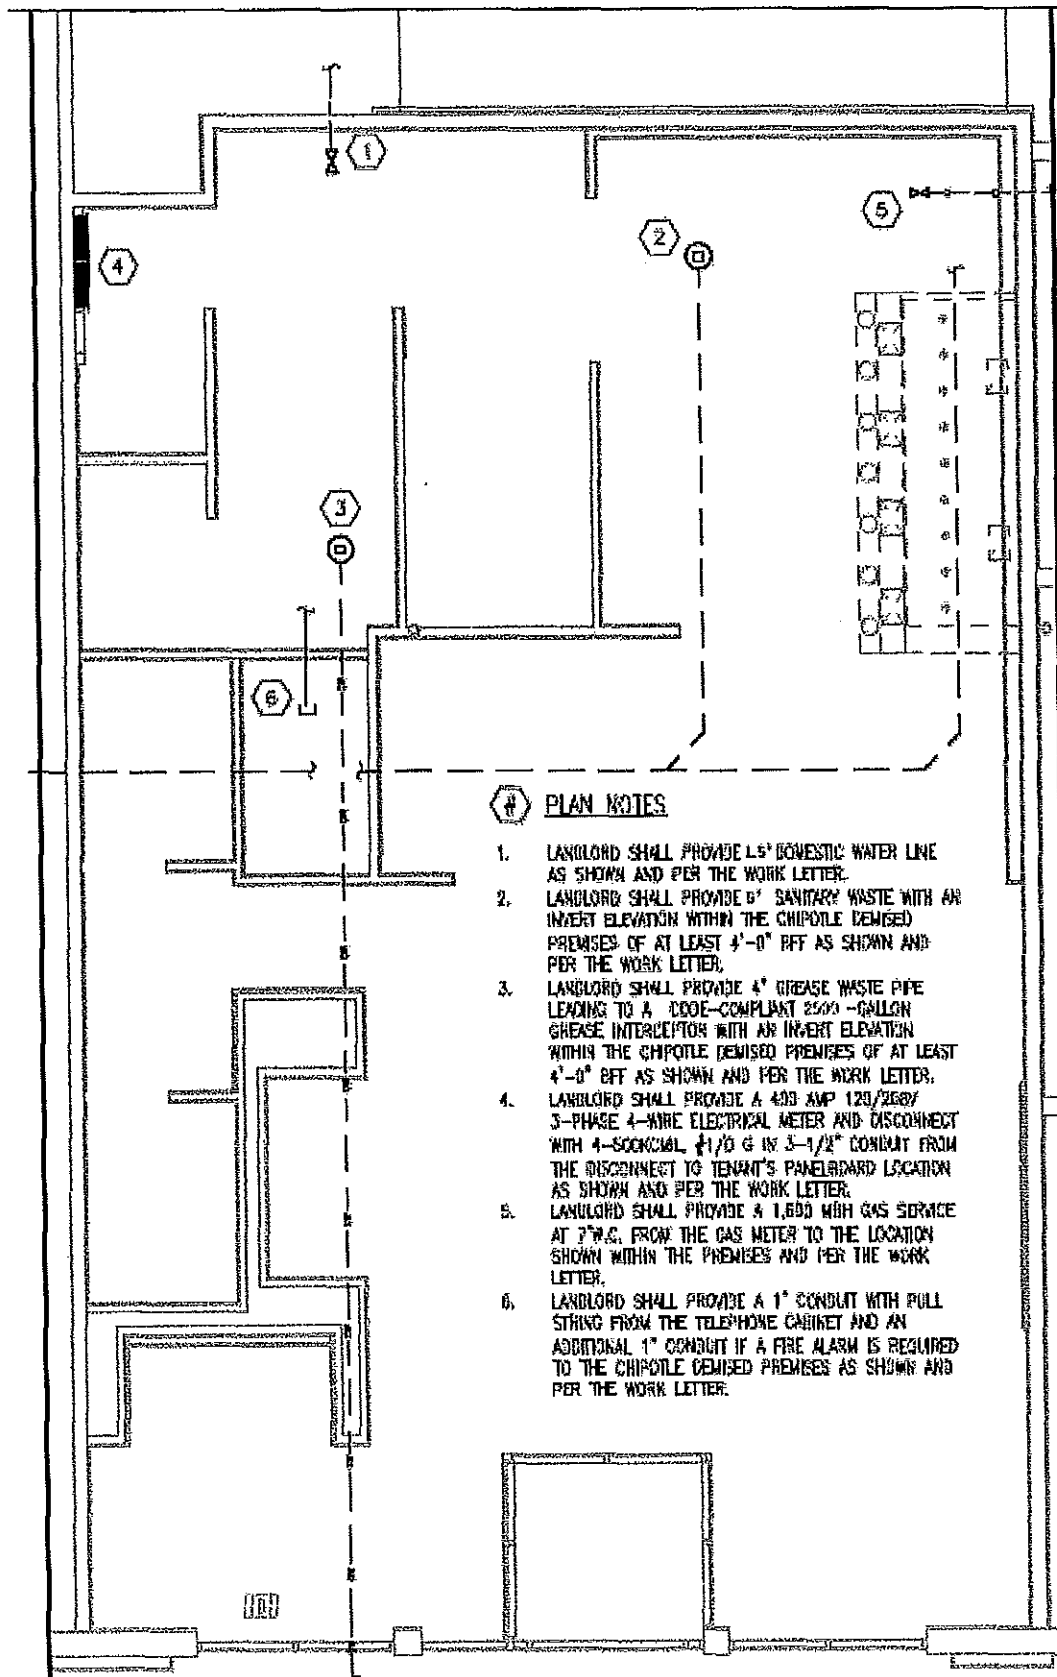 1
2
5
4
3
6
# PLAN NOTES
1. LANDLORD SHALL PROVIDE 1.5" DOMESTIC WATER LINE
AS SHOWN AND PER THE WORK LETTER.
2. LANDLORD SHALL PROVIDE 6" SANITARY WASTE WITH AN
INVERT ELEVATION WITHIN THE CHIPOTLE DEMISED
PREMISES OF AT LEAST 4'-0" BFF AS SHOWN AND
PER THE WORK LETTER.
3. LANDLORD SHALL PROVIDE 4" GREASE WASTE PIPE
LEADING TO A CODE-COMPLIANT 2500 -GALLON
GREASE INTERCEPTOR WITH AN INVERT ELEVATION
WITHIN THE CHIPOTLE DEMISED PREMISES OF AT LEAST
4'-0" BFF AS SHOWN AND PER THE WORK LETTER.
4. LANDLORD SHALL PROVIDE A 400 AMP 120/208V
3-PHASE 4-WIRE ELECTRICAL METER AND DISCONNECT
WITH #1/0 G IN 3-1/2" CONDUIT FROM
THE DISCONNECT TO TENANT'S PANELBOARD LOCATION
AS SHOWN AND PER THE WORK LETTER.
5. LANDLORD SHALL PROVIDE A 1,600 MBH GAS SERVICE
AT 7"W.C. FROM THE GAS METER TO THE LOCATION
SHOWN WITHIN THE PREMISES AND PER THE WORK
LETTER.
6. LANDLORD SHALL PROVIDE A 1" CONDUIT WITH PULL
STRING FROM THE TELEPHONE CABINET AND AN
ADDITIONAL 1" CONDUIT IF A FIRE ALARM IS REQUIRED
TO THE CHIPOTLE DEMISED PREMISES AS SHOWN AND
PER THE WORK LETTER.